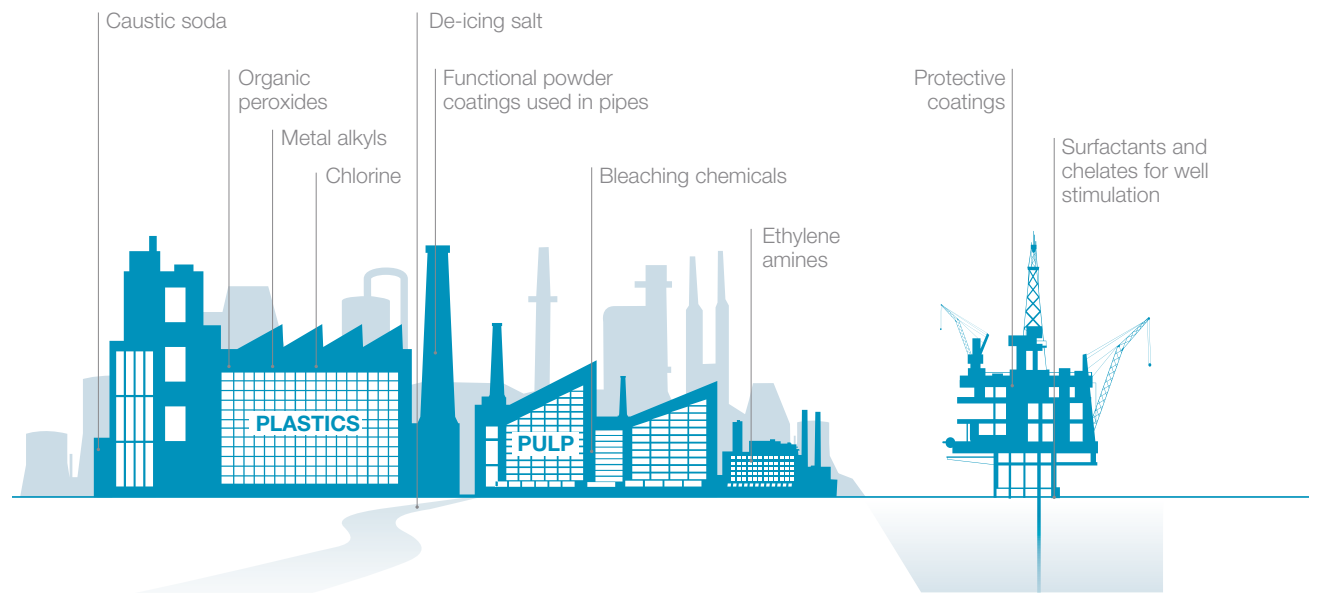 Caustic soda
De-icing salt
Organic
peroxides
Functional powder
coatings used in pipes
Protective
coatings
Metal alkyls
Surfactants and
chelates for well
stimulation
Chlorine
Bleaching chemicals
Ethylene
amines
PLASTICS
PULP